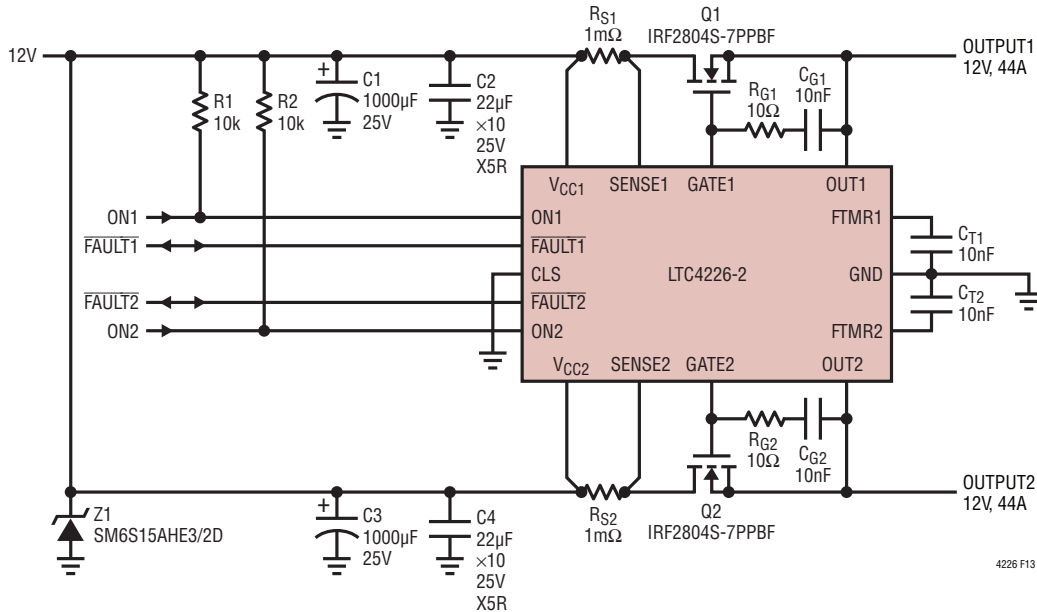 RS1
1mΩ
Q1
IRF2804S-7PPBF
12V
OUTPUT1
12V, 44A
R1
10k
R2
10k
+
C1
1000µF
25V
C2
22µF
×10
25V
X5R
RG1
10Ω
CG1
10nF
VCC1
SENSE1
GATE1
OUT1
ON1
ON1
FTMR1
CT1
10nF
FAULT1
FAULT1
CLS
LTC4226-2
GND
FAULT2
FAULT2
CT2
10nF
ON2
ON2
FTMR2
VCC2
SENSE2
GATE2
OUT2
RG2
10Ω
CG2
10nF
OUTPUT2
12V, 44A
Z1
SM6S15AHE3/2D
+
C3
1000µF
25V
C4
22µF
×10
25V
X5R
RS2
1mΩ
Q2
IRF2804S-7PPBF
4226 F13